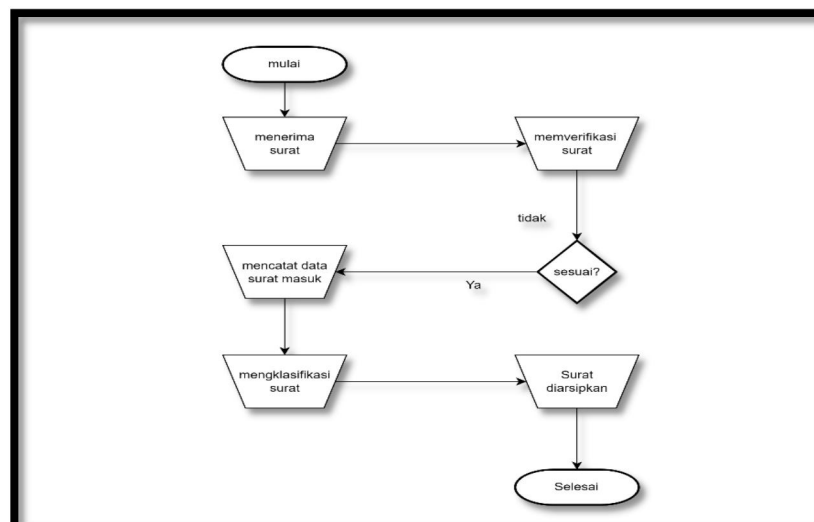 mulai
menerima
surat
memverifikasi
surat
tidak
sesuai?
Ya
mencatat data
surat masuk
mengklasifikasi
surat
Surat
diarsipkan
Selesai